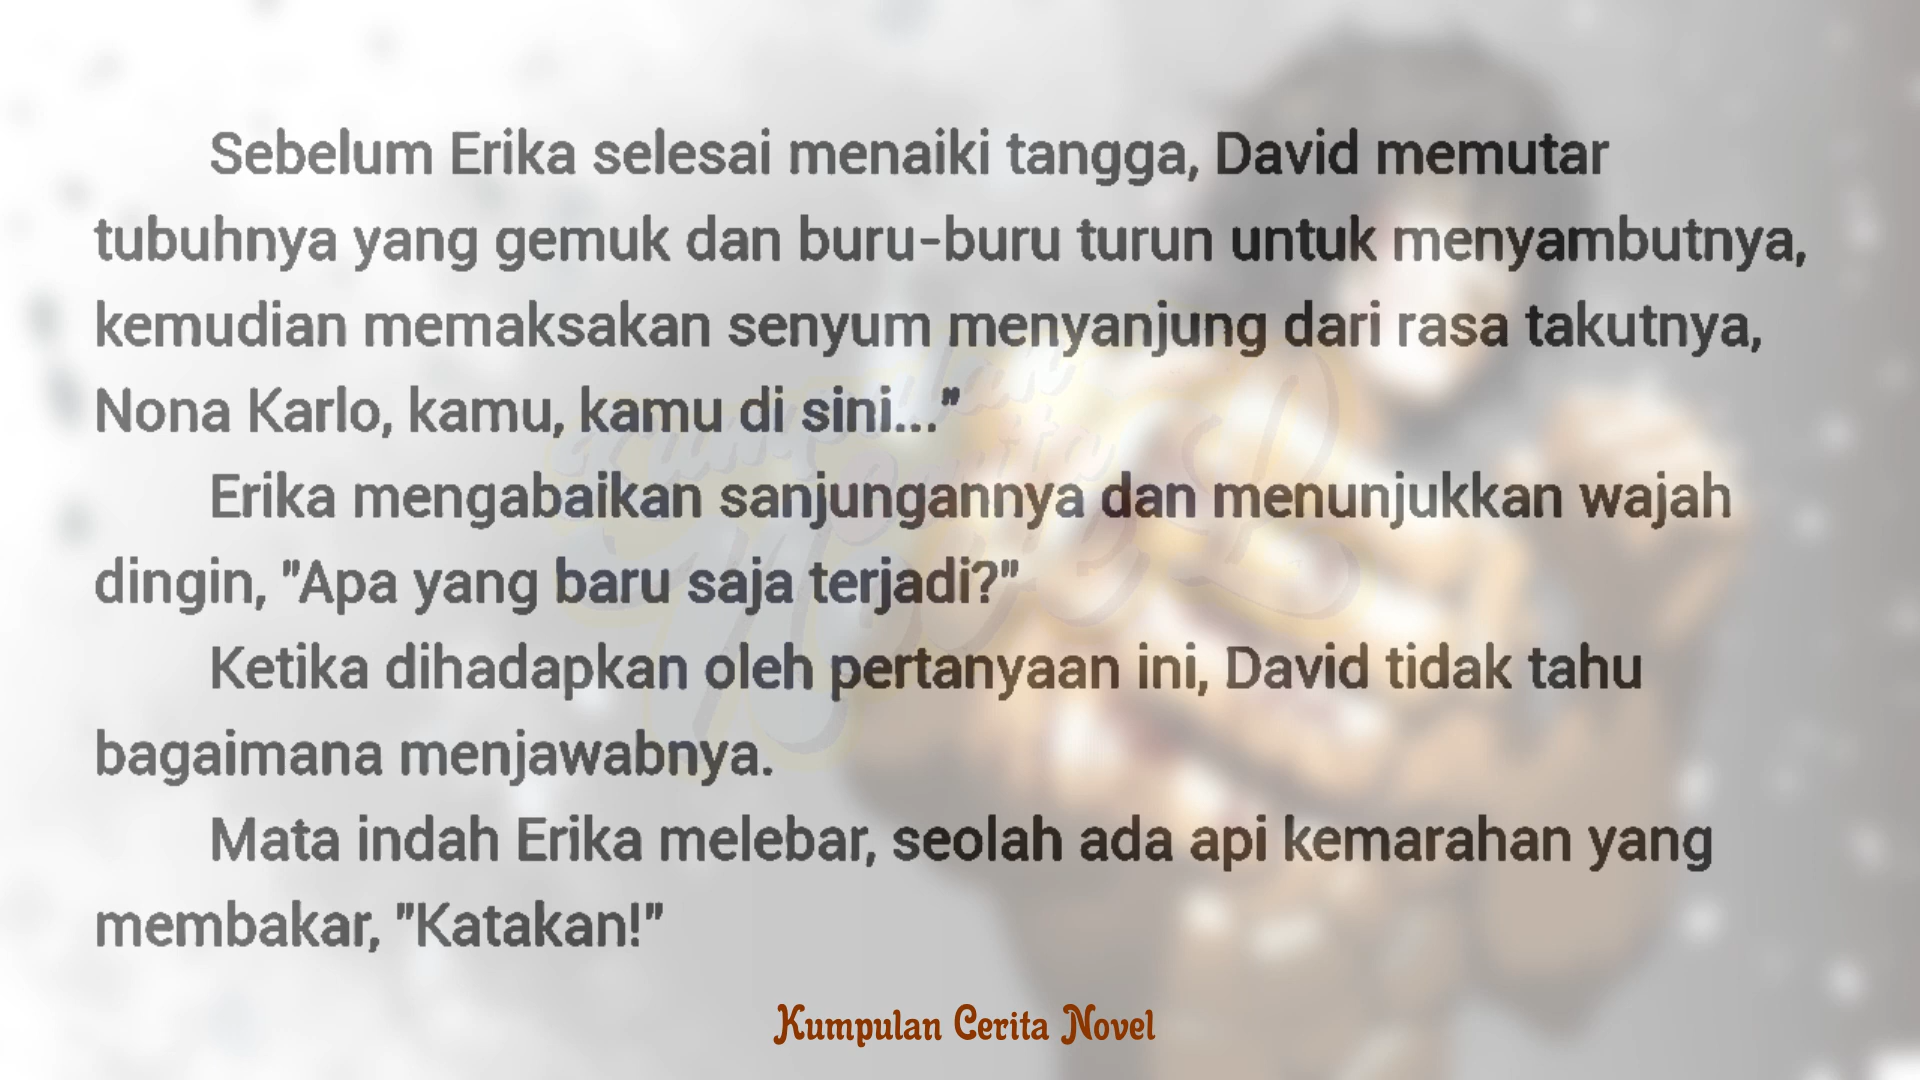 Sebelum Erika selesai menaiki tangga, David memutar
tubuhnya yang gemuk dan buru-buru turun untuk menyambutnya,
kemudian memaksakan senyum menyanjung dari rasa takutnya,
Nona Karlo, kamu, kamu di sini..."
Erika mengabaikan sanjungannya dan menunjukkan wajah
dingin, "Apa yang baru saja terjadi?"
Ketika dihadapkan oleh pertanyaan ini, David tidak tahu
bagaimana menjawabnya.
Mata indah Erika melebar, seolah ada api kemarahan yang
membakar, "Katakan!"
Kumpulan Cerita Novel
Kumpulan
Cerita
Novel